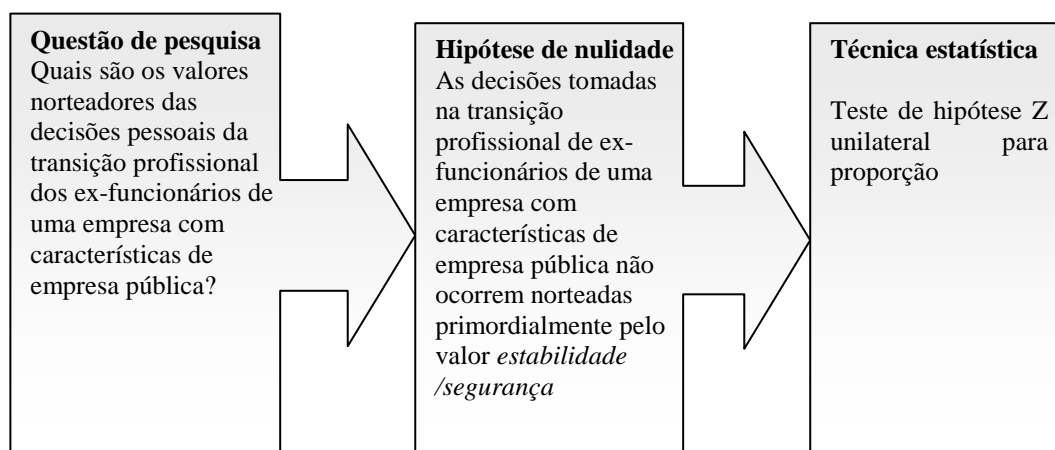 Questão de pesquisa
Quais são os valores
norteadores das
decisões pessoais da
transição profissional
dos ex-funcionários de
uma empresa com
características de
empresa pública?
Hipótese de nulidade
As decisões tomadas
na transição
profissional de ex-
funcionários de uma
empresa com
características de
empresa pública não
ocorrem norteadas
primordialmente pelo
valor estabilidade
/segurança
Técnica estatística
Teste de hipótese Z
unilateral para
proporção